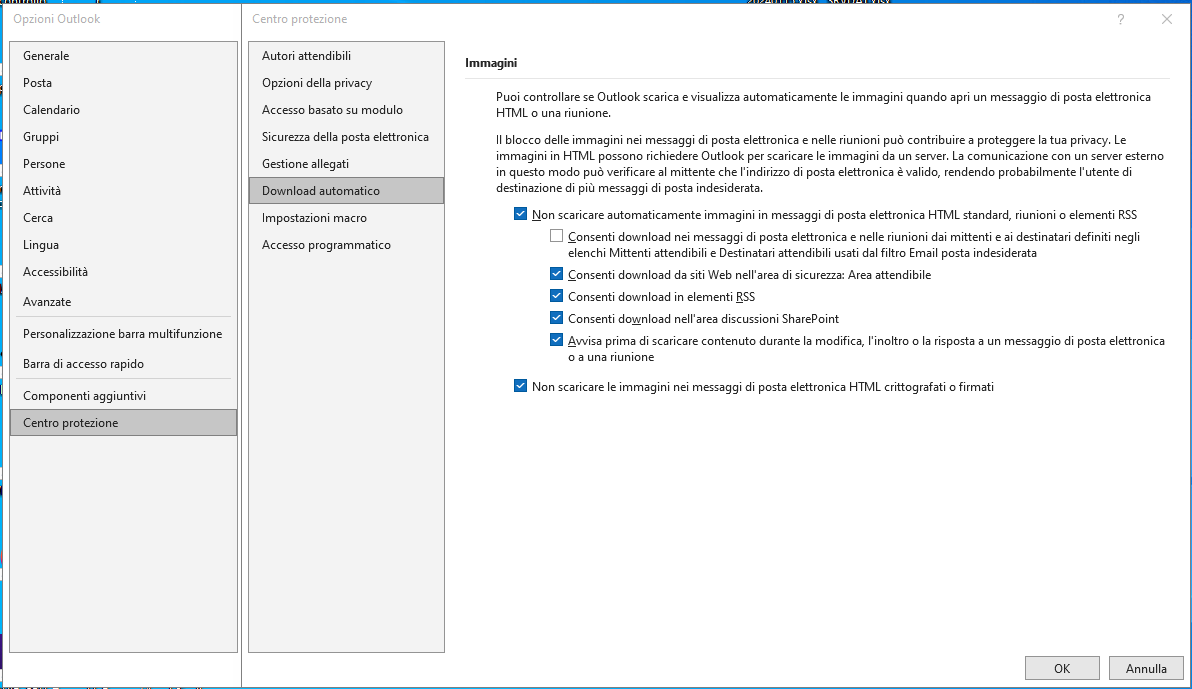 Opzioni Outlook
Centro protezione
?
Generale
Posta
Calendario
Gruppi
Persone
Attività
Cerca
Lingua
Accessibilità
Avanzate
Personalizzazione barra multifunzione
Barra di accesso rapido
Componenti aggiuntivi
Centro protezione
Autori attendibili
Opzioni della privacy
Accesso basato su modulo
Sicurezza della posta elettronica
Gestione allegati
Download automatico
Impostazioni macro
Accesso programmatico
Immagini
Puoi controllare se Outlook scarica e visualizza automaticamente le immagini quando apri un messaggio di posta elettronica
HTML o una riunione.
Il blocco delle immagini nei messaggi di posta elettronica e nelle riunioni può contribuire a proteggere la tua privacy. Le
immagini in HTML possono richiedere Outlook per scaricare le immagini da un server. La comunicazione con un server esterno
in questo modo può verificare al mittente che l'indirizzo di posta elettronica è valido, rendendo probabilmente l'utente di
destinazione di più messaggi di posta indesiderata.
Non scaricare automaticamente immagini in messaggi di posta elettronica HTML standard, riunioni o elementi RSS
Consenti download nei messaggi di posta elettronica e nelle riunioni dai mittenti e ai destinatari definiti negli
elenchi Mittenti attendibili e Destinatari attendibili usati dal filtro Email posta indesiderata
Consenti download da siti Web nell'area di sicurezza: Area attendibile
Consenti download in elementi RSS
Consenti download nell'area discussioni SharePoint
Avvisa prima di scaricare contenuto durante la modifica, l'inoltro o la risposta a un messaggio di posta elettronica
o a una riunione
Non scaricare le immagini nei messaggi di posta elettronica HTML crittografati o firmati
OK
Annulla